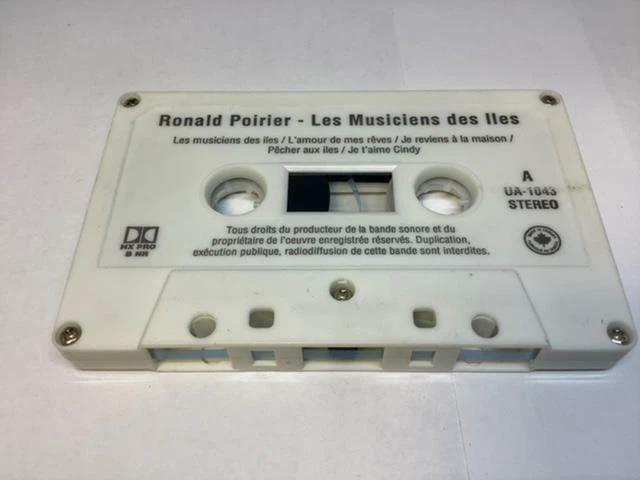 Ronald Poirier - Les Musiciens des Iles
Les musiciens des iles / L'amour de mes rêves / Je reviens à la maison /
Pêcher aux iles / Je t'aime Cindy
A
UA-1043
STEREO
Tous droits du producteur de la bande sonore et du
propriétaire de l'oeuvre enregistrée réservés. Duplication,
exécution publique, radiodiffusion de cette bande sont interdites.
HX PRO
B NR